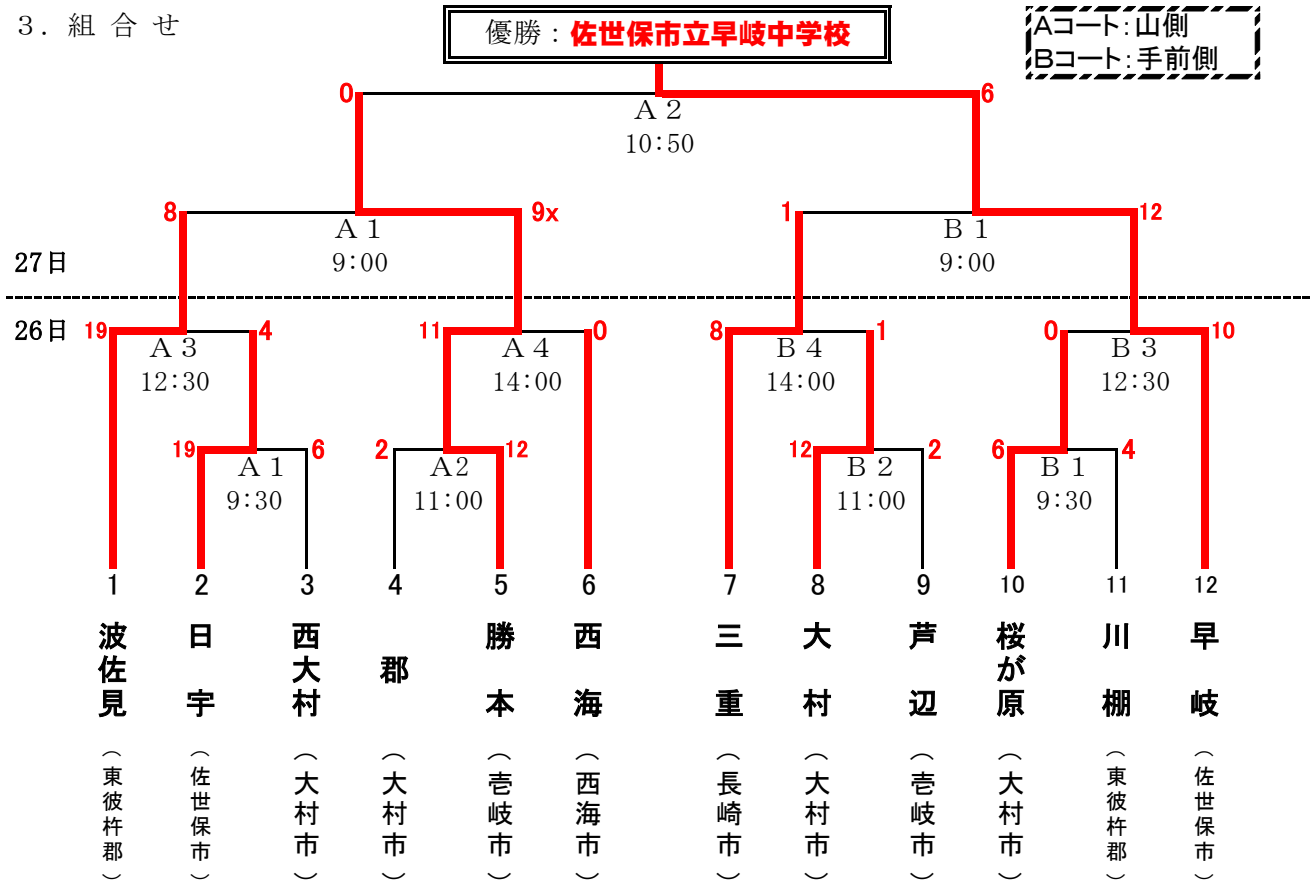 3．組 合 せ
優勝：佐世保市立早岐中学校
Aコート：山側
Bコート：手前側
0
6
A 2
10:50
8
9x
1
12
A 1
B 1
9:00
9:00
27日
26日
19
4
11
0
8
1
0
10
A 3
A 4
B 4
B 3
12:30
14:00
14:00
12:30
19
6
2
12
12
2
6
4
A 1
A2
B 2
B 1
9:30
11:00
11:00
9:30
1
2
3
4
5
6
7
8
9
10
11
12
波佐見
日宇
西大村
郡
勝本
西海
三重
大村
芦辺
桜が原
川棚
早岐
（東彼杵郡）
（佐世保市）
（大村市）
（大村市）
（壱岐市）
（西海市）
（長崎市）
（大村市）
（壱岐市）
（大村市）
（東彼杵郡）
（佐世保市）